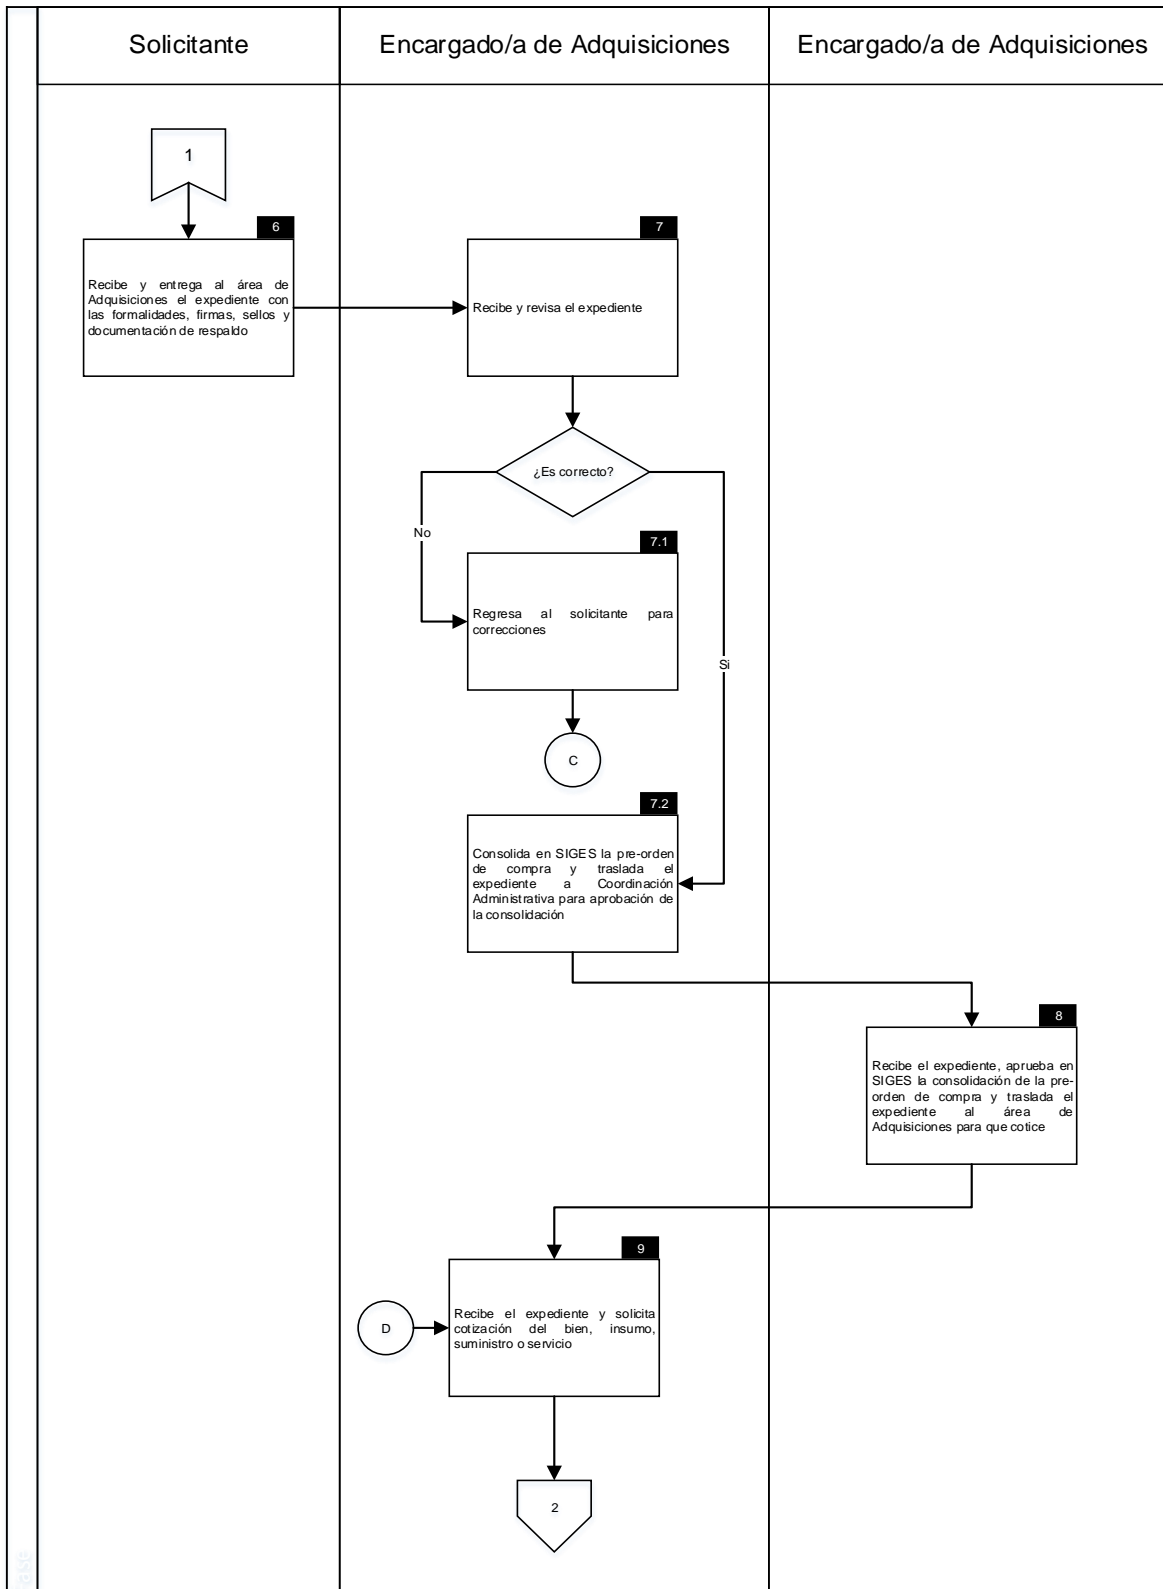 Solicitante
Encargado/a de Adquisiciones
Encargado/a de Adquisiciones
1
6
Recibe y entrega al área de
Adquisiciones el expediente con
las formalidades, firmas, sellos y
documentación de respaldo
7
Recibe y revisa el expediente
¿Es correcto?
No
Si
7.1
Regresa al solicitante para
correcciones
C
7.2
Consolida en SIGES la pre-orden
de compra y traslada el
expediente a Coordinación
Administrativa para aprobación de
la consolidación
8
Recibe el expediente, aprueba en
SIGES la consolidación de la pre-
orden de compra y traslada el
expediente al área de
Adquisiciones para que cotice
9
D
Recibe el expediente y solicita
cotización del bien, insumo,
suministro o servicio
2